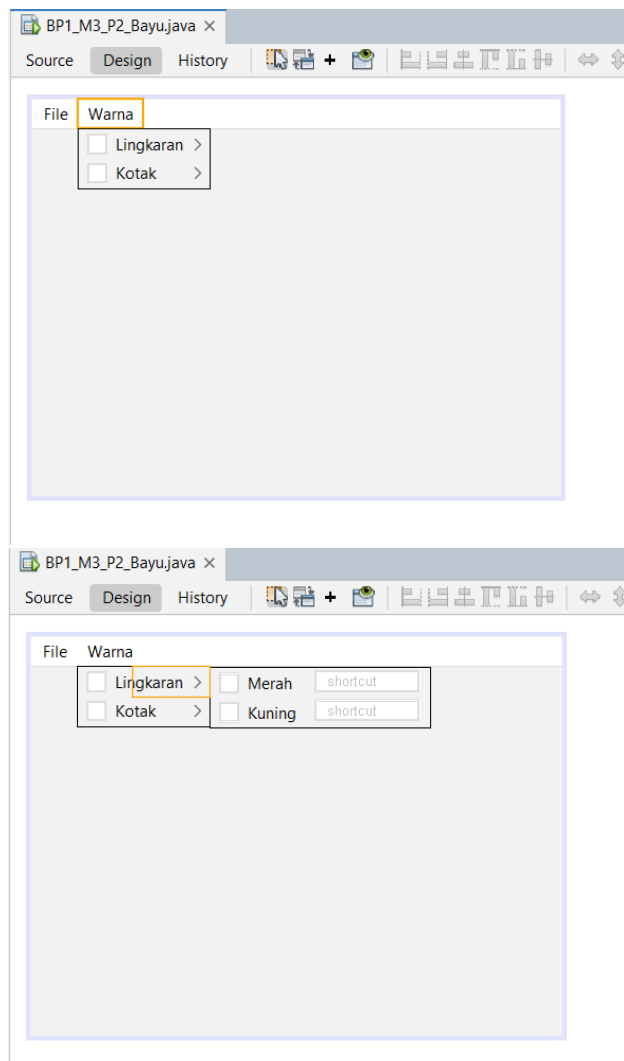 BP1_M3_P2_Bayu.java ×
Source Design History
File Warna
Lingkaran >
Kotak >
BP1_M3_P2_Bayu.java ×
Source Design History
File Warna
Lingkaran > Merah shortcut
Kotak > Kuning shortcut